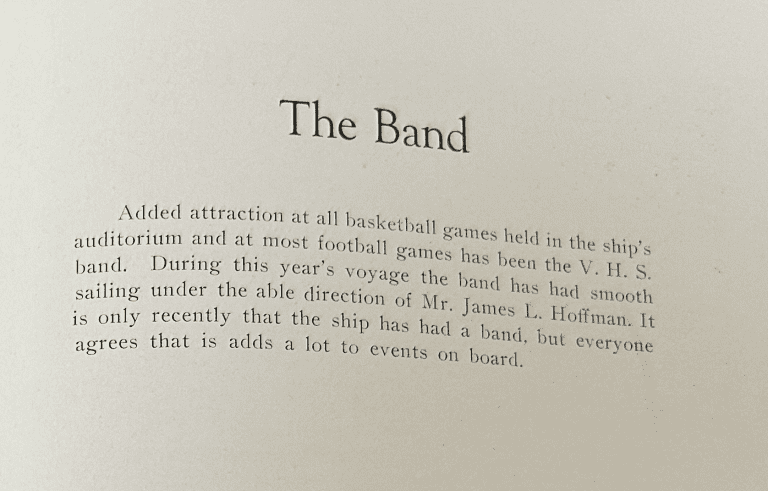 The Band
Added attraction at all basketball games held in the ship's
auditorium and at most football games has been the V. H. S.
band. During this year's voyage the band has had smooth
sailing under the able direction of Mr. James L. Hoffman. It
is only recently that the ship has had a band, but everyone
agrees that is adds a lot to events on board.